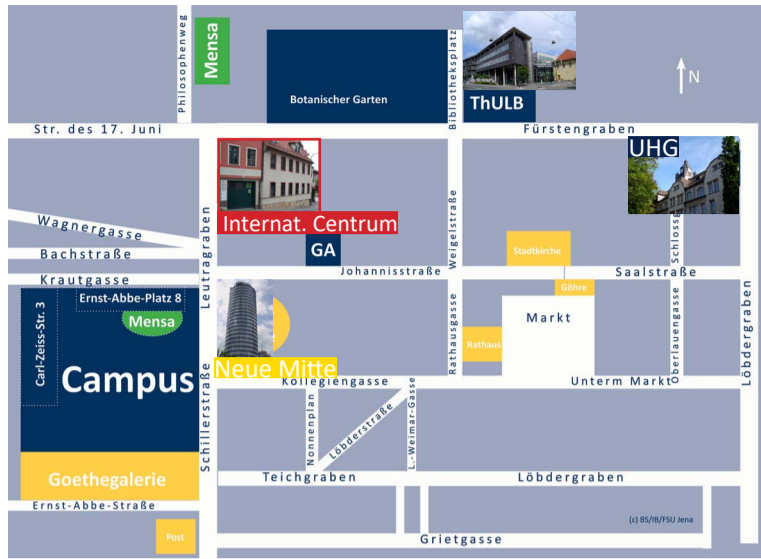 Philosophenweg
Mensa
Botanischer Garten
Bibliotheksplatz
ThULB
N
Str. des 17. Juni
Fürstengraben
UHG
Internat. Centrum
Wagnergasse
Bachstraße
Krautgasse
Leutragraben
GA
Johannisstraße
Weigelstraße
Stadtkirche
Schlossg
Saalstraße
Göhre
Markt
Rathaus
Rathausgasse
Oberlauengasse
Löbdergraben
Carl-Zeiss-Str. 3
Ernst-Abbe-Platz 8
Mensa
Campus
Neue Mitte
Kollegiengasse
Unterm Markt
Schillerstraße
Nonnenplan
Löbderstraße
L.-Weimar-Gasse
Goethegalerie
Teichgraben
Löbdergraben
Ernst-Abbe-Straße
Post
Grietgasse
(c) BS/IB/FSU Jena